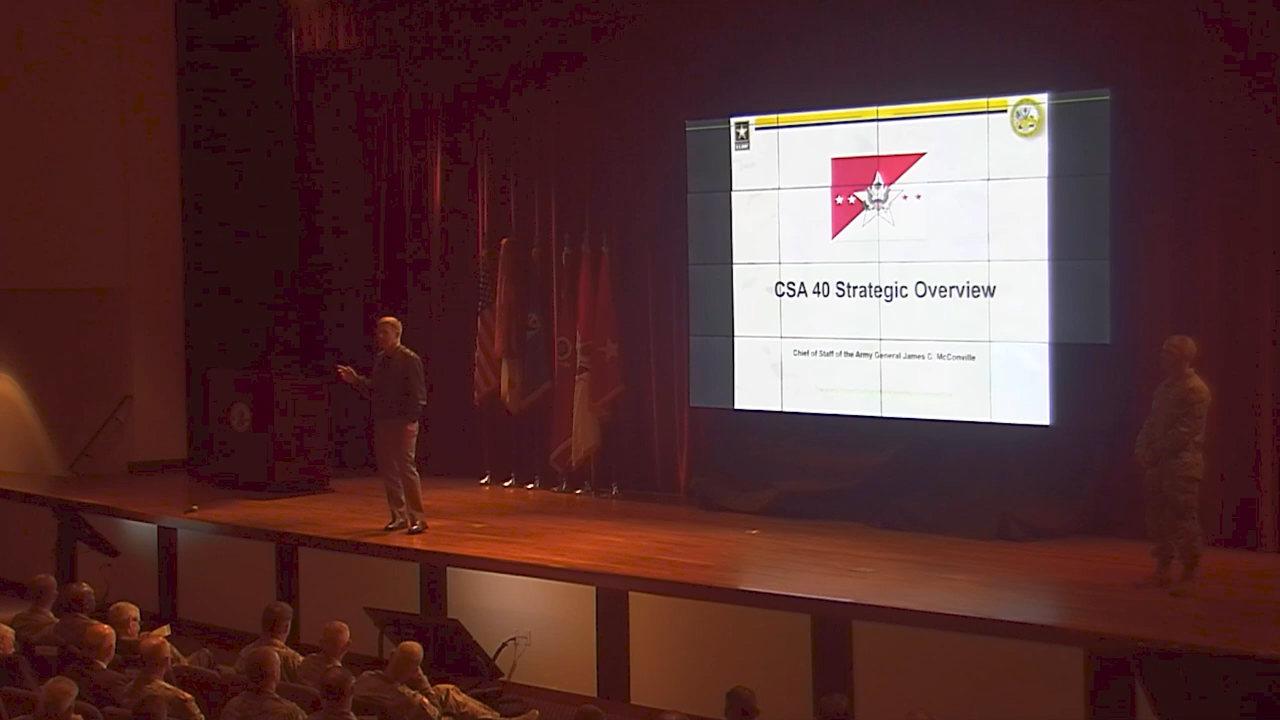 CSA 40 Strategic Overview
Chief of Staff of the Army General James C. McConville